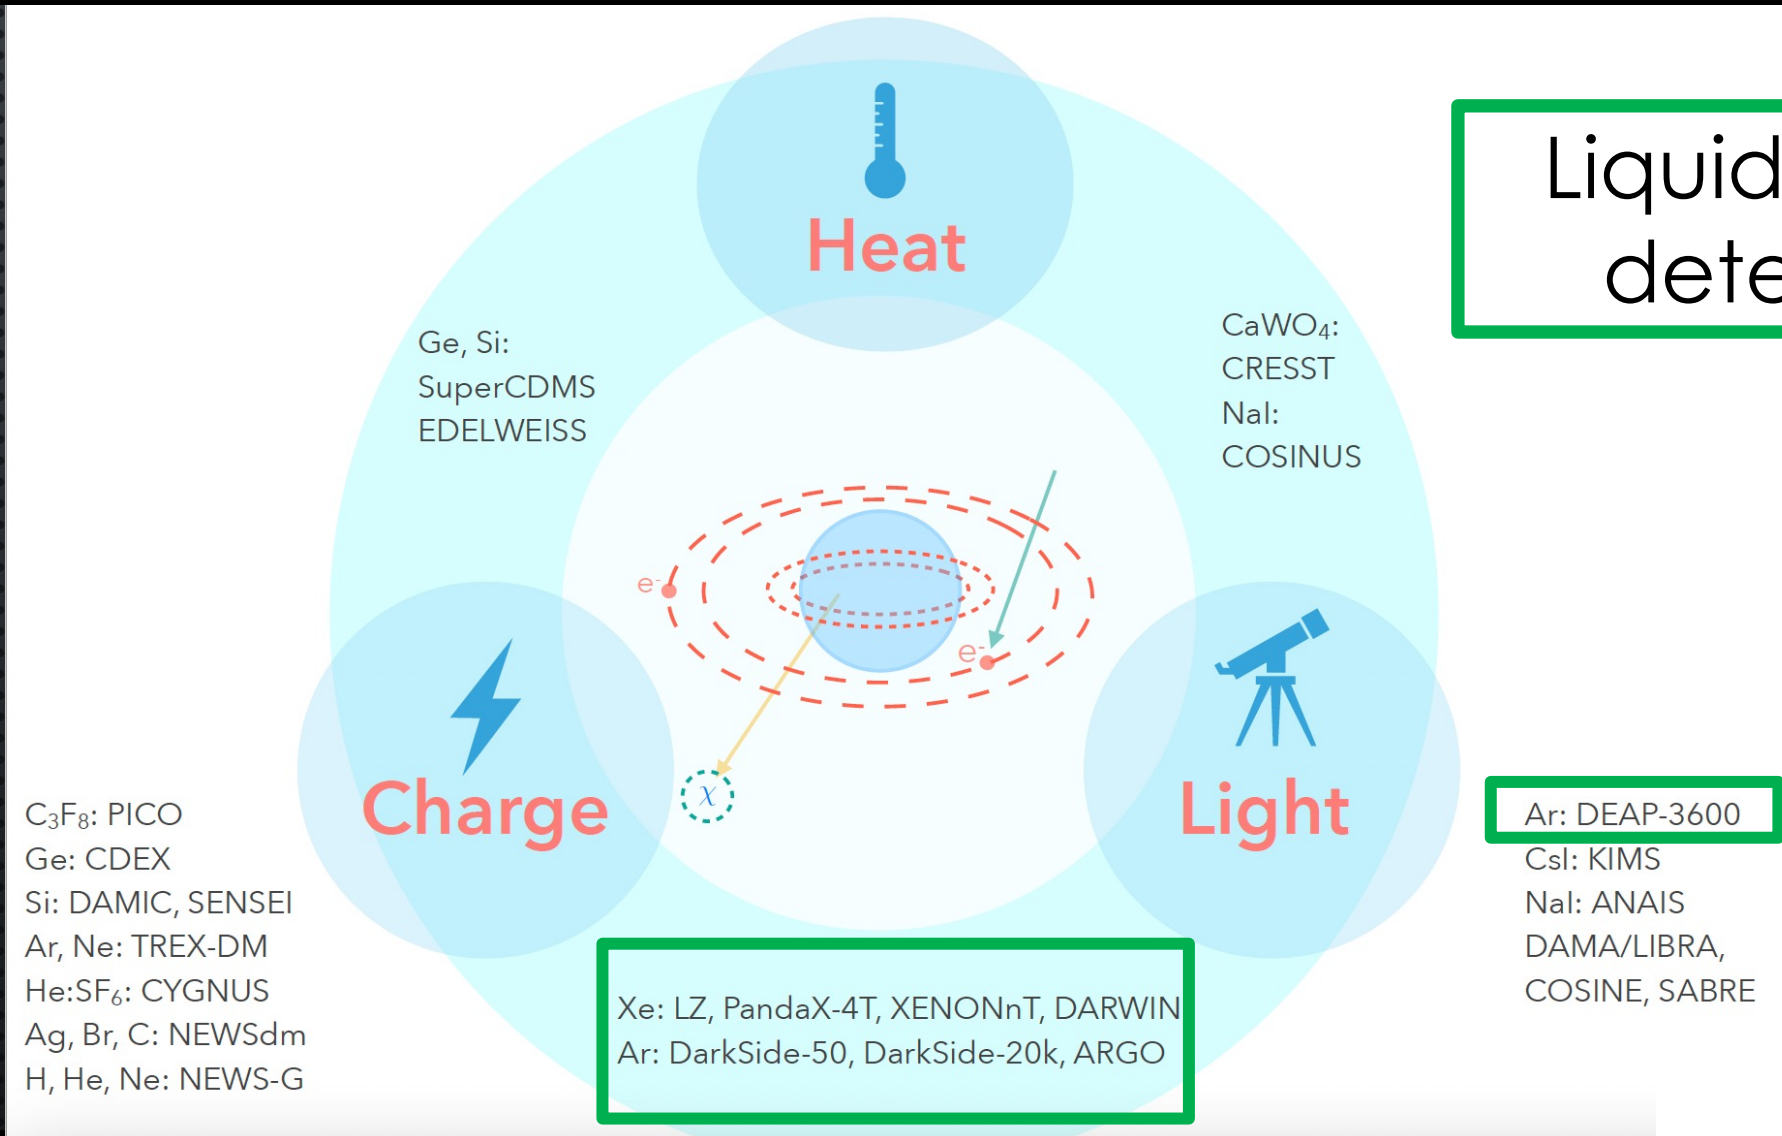 Heat
Liquid
dete
Ge, Si:
SuperCDMS
EDELWEISS
CaWO₄:
CRESST
NaI:
COSINUS
e⁻
e⁻
χ
Charge
Light
C₃F₈: PICO
Ge: CDEX
Si: DAMIC, SENSEI
Ar, Ne: TREX-DM
He:SF₆: CYGNUS
Ag, Br, C: NEWSdm
H, He, Ne: NEWS-G
Xe: LZ, PandaX-4T, XENONnT, DARWIN
Ar: DarkSide-50, DarkSide-20k, ARGO
Ar: DEAP-3600
CsI: KIMS
NaI: ANAIS
DAMA/LIBRA,
COSINE, SABRE